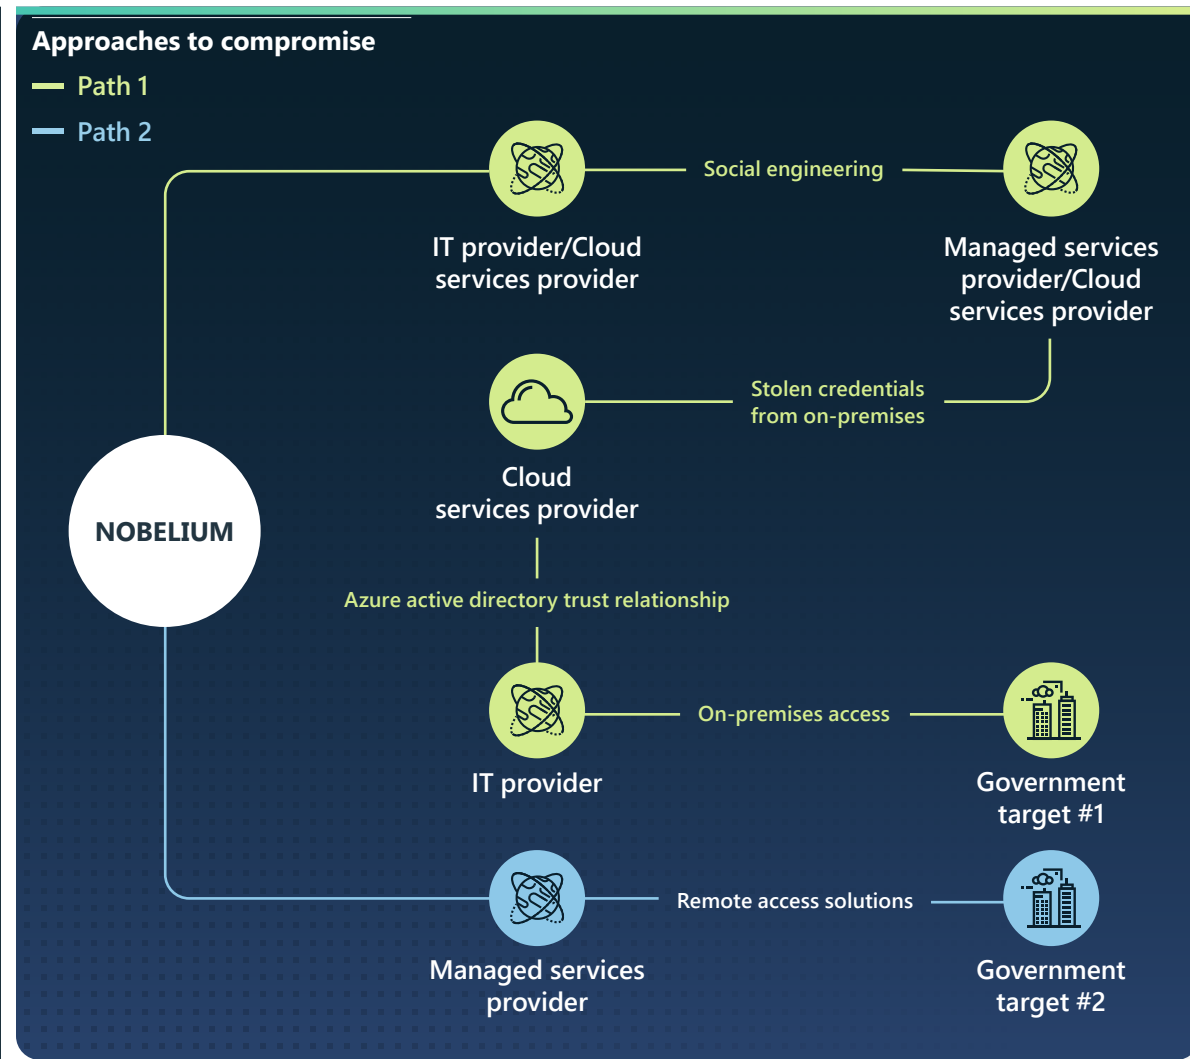 Approaches to compromise
Path 1
Path 2
Social engineering
IT provider/Cloud
services provider
Managed services
provider/Cloud
services provider
Stolen credentials
from on-premises
Cloud
services provider
NOBELIUM
Azure active directory trust relationship
On-premises access
IT provider
Government
target #1
Remote access solutions
Managed services
provider
Government
target #2